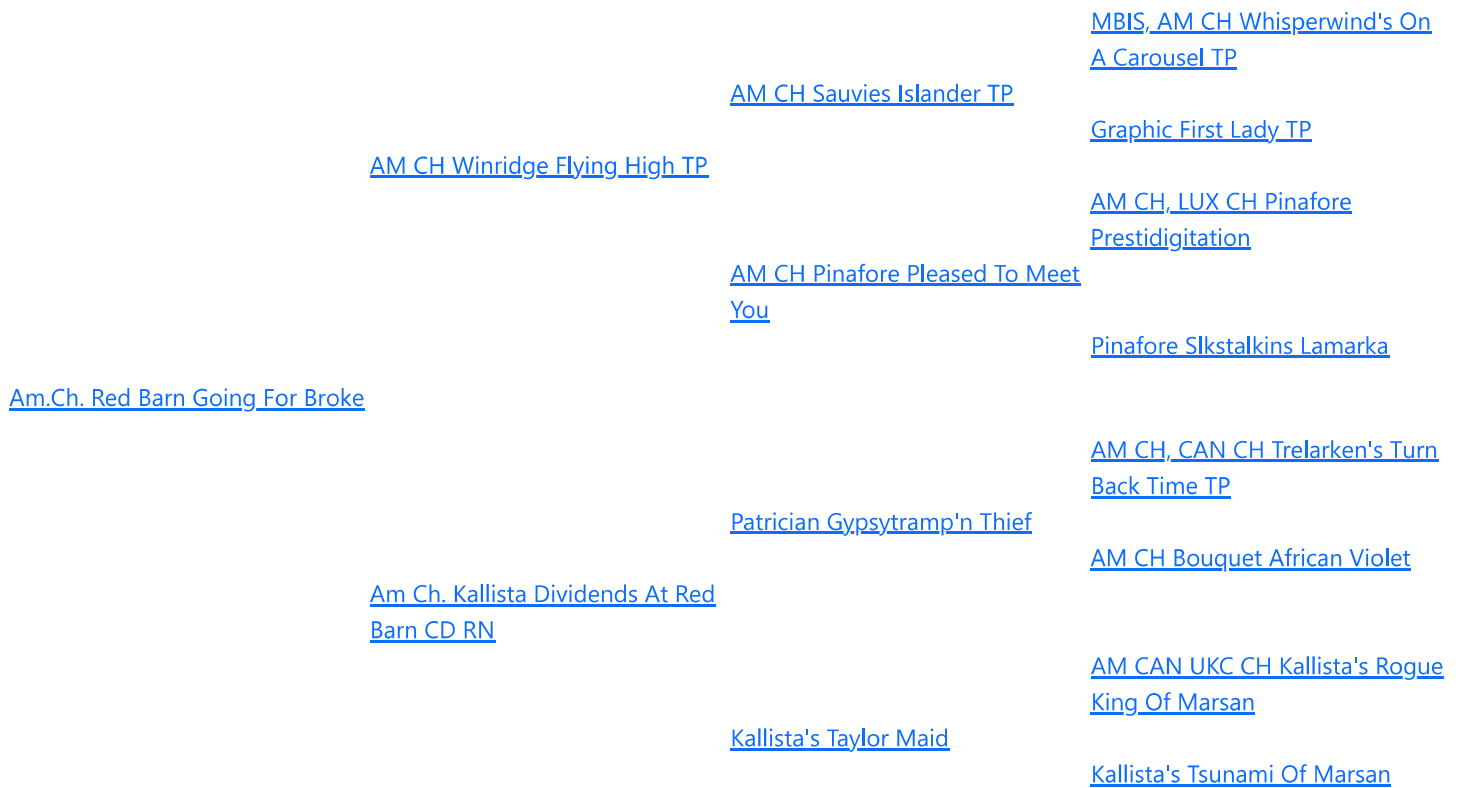 MBIS, AM CH Whisperwind's On
A Carousel TP
AM CH Sauvies Islander TP
Graphic First Lady TP
AM CH Winridge Flying High TP
AM CH, LUX CH Pinafore
Prestidigitation
AM CH Pinafore Pleased To Meet
You
Pinafore Slkstalkins Lamarka
Am.Ch. Red Barn Going For Broke
AM CH, CAN CH Trelarken's Turn
Back Time TP
Patrician Gypsytramp'n Thief
AM CH Bouquet African Violet
Am Ch. Kallista Dividends At Red
Barn CD RN
AM CAN UKC CH Kallista's Rogue
King Of Marsan
Kallista's Taylor Maid
Kallista's Tsunami Of Marsan